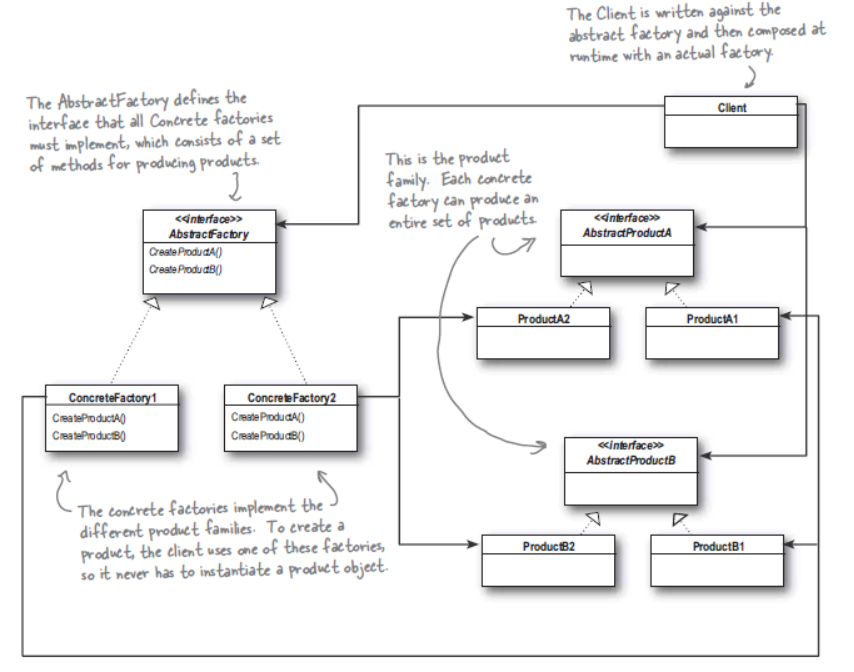 The Client is written against the
abstract factory and then composed at
runtime with an actual factory.
Client
The AbstractFactory defines the
interface that all Concrete factories
must implement, which consists of a set
of methods for producing products.
This is the product
family. Each concrete
factory can produce an
entire set of products.
<<interface>>
AbstractFactory
CreateProductA()
CreateProductB()
<<interface>>
AbstractProductA
ProductA2
ProductA1
ConcreteFactory1
CreateProductA()
CreateProductB()
ConcreteFactory2
CreateProductA()
CreateProductB()
<<interface>>
AbstractProductB
ProductB2
ProductB1
The concrete factories implement the
different product families. To create a
product, the client uses one of these factories,
so it never has to instantiate a product object.